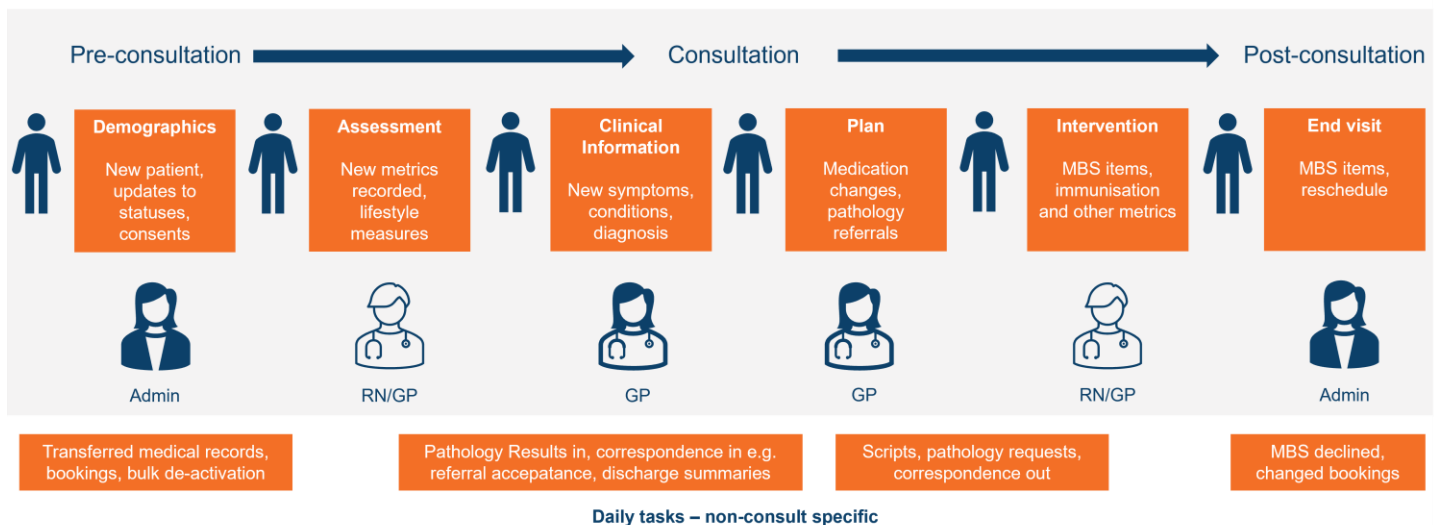 Pre-consultation
Consultation
Post-consultation
Demographics
New patient,
updates to
statuses,
consents
Assessment
New metrics
recorded,
lifestyle
measures
Clinical
Information
New symptoms,
conditions,
diagnosis
Plan
Medication
changes,
pathology
referrals
Intervention
MBS items,
immunisation
and other metrics
End visit
MBS items,
reschedule
Admin
RN/GP
GP
GP
RN/GP
Admin
Transferred medical records,
bookings, bulk de-activation
Pathology Results in, correspondence in e.g.
referral accepatance, discharge summaries
Scripts, pathology requests,
correspondence out
MBS declined,
changed bookings
Daily tasks – non-consult specific